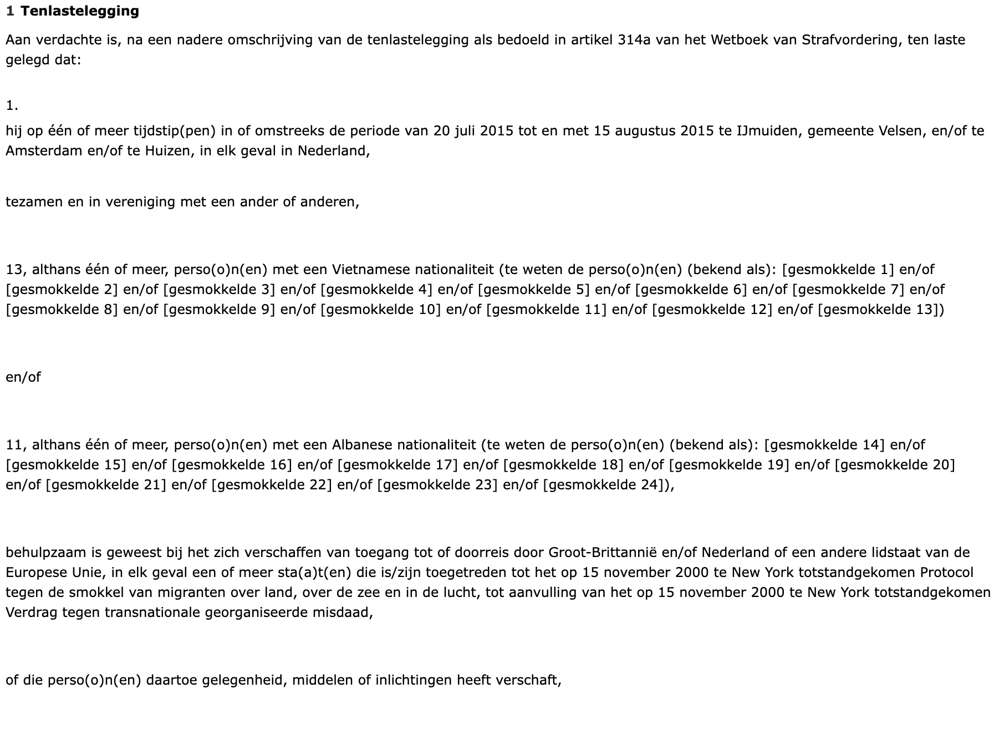 1 Tenlastelegging
Aan verdachte is, na een nadere omschrijving van de tenlastelegging als bedoeld in artikel 314a van het Wetboek van Strafvordering, ten laste
gelegd dat:
1.
hij op één of meer tijdstip(pen) in of omstreeks de periode van 20 juli 2015 tot en met 15 augustus 2015 te IJmuiden, gemeente Velsen, en/of te
Amsterdam en/of te Huizen, in elk geval in Nederland,
tezamen en in vereniging met een ander of anderen,
13, althans één of meer, perso(o)n(en) met een Vietnamese nationaliteit (te weten de perso(o)n(en) (bekend als): [gesmokkelde 1] en/of
[gesmokkelde 2] en/of [gesmokkelde 3] en/of [gesmokkelde 4] en/of [gesmokkelde 5] en/of [gesmokkelde 6] en/of [gesmokkelde 7] en/of
[gesmokkelde 8] en/of [gesmokkelde 9] en/of [gesmokkelde 10] en/of [gesmokkelde 11] en/of [gesmokkelde 12] en/of [gesmokkelde 13])
en/of
11, althans één of meer, perso(o)n(en) met een Albanese nationaliteit (te weten de perso(o)n(en) (bekend als): [gesmokkelde 14] en/of
[gesmokkelde 15] en/of [gesmokkelde 16] en/of [gesmokkelde 17] en/of [gesmokkelde 18] en/of [gesmokkelde 19] en/of [gesmokkelde 20]
en/of [gesmokkelde 21] en/of [gesmokkelde 22] en/of [gesmokkelde 23] en/of [gesmokkelde 24]),
behulpzaam is geweest bij het zich verschaffen van toegang tot of doorreis door Groot-Brittannië en/of Nederland of een andere lidstaat van de
Europese Unie, in elk geval een of meer sta(a)t(en) die is/zijn toegetreden tot het op 15 november 2000 te New York totstandgekomen Protocol
tegen de smokkel van migranten over land, over de zee en in de lucht, tot aanvulling van het op 15 november 2000 te New York totstandgekomen
Verdrag tegen transnationale georganiseerde misdaad,
of die perso(o)n(en) daartoe gelegenheid, middelen of inlichtingen heeft verschaft,